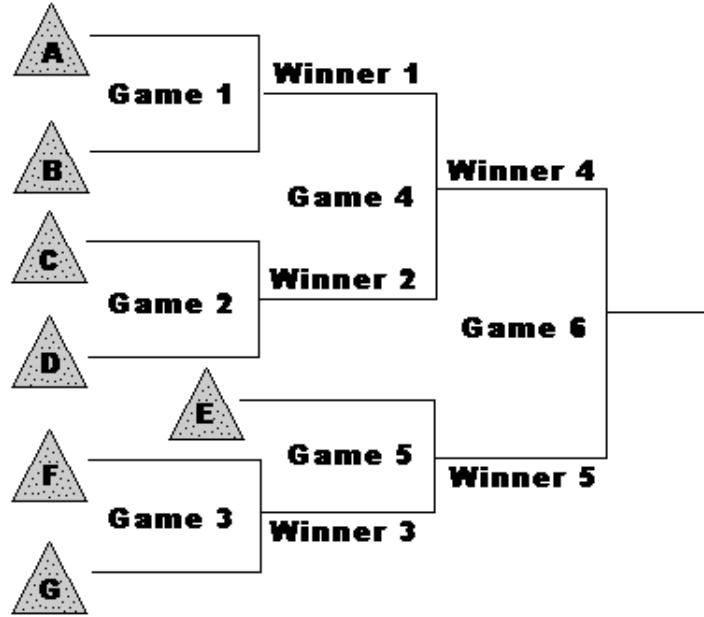 A
Game 1
Winner 1
B
Game 4
Winner 4
C
Game 2
Winner 2
D
Game 6
E
Game 5
Winner 5
F
Game 3
Winner 3
G